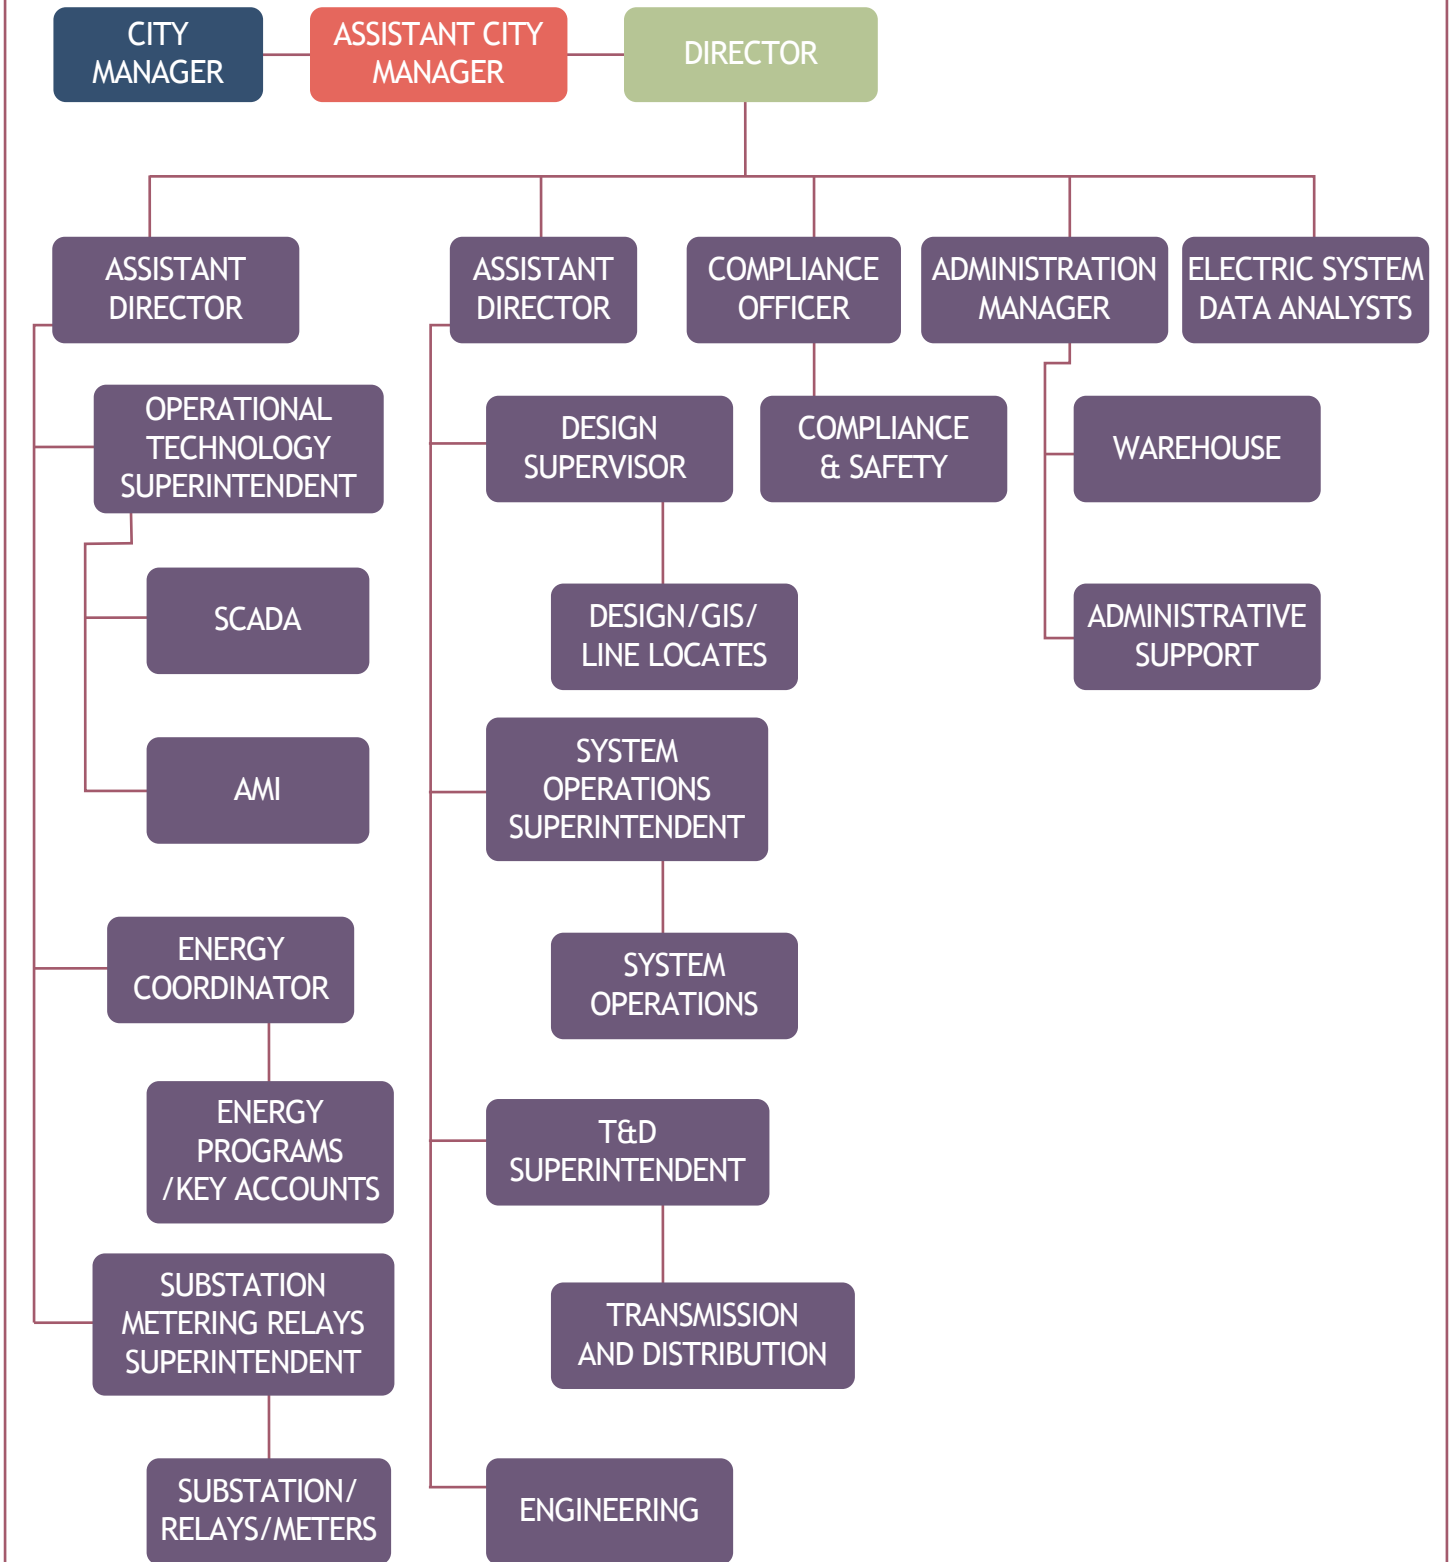 CITY
MANAGER
ASSISTANT CITY
MANAGER
DIRECTOR
ASSISTANT
DIRECTOR
ASSISTANT
DIRECTOR
COMPLIANCE
OFFICER
ADMINISTRATION
MANAGER
ELECTRIC SYSTEM
DATA ANALYSTS
OPERATIONAL
TECHNOLOGY
SUPERINTENDENT
SCADA
AMI
ENERGY
COORDINATOR
ENERGY
PROGRAMS
/KEY ACCOUNTS
SUBSTATION
METERING RELAYS
SUPERINTENDENT
SUBSTATION/
RELAYS/METERS
DESIGN
SUPERVISOR
DESIGN/GIS/
LINE LOCATES
SYSTEM
OPERATIONS
SUPERINTENDENT
SYSTEM
OPERATIONS
T&D
SUPERINTENDENT
TRANSMISSION
AND DISTRIBUTION
ENGINEERING
COMPLIANCE
& SAFETY
WAREHOUSE
ADMINISTRATIVE
SUPPORT